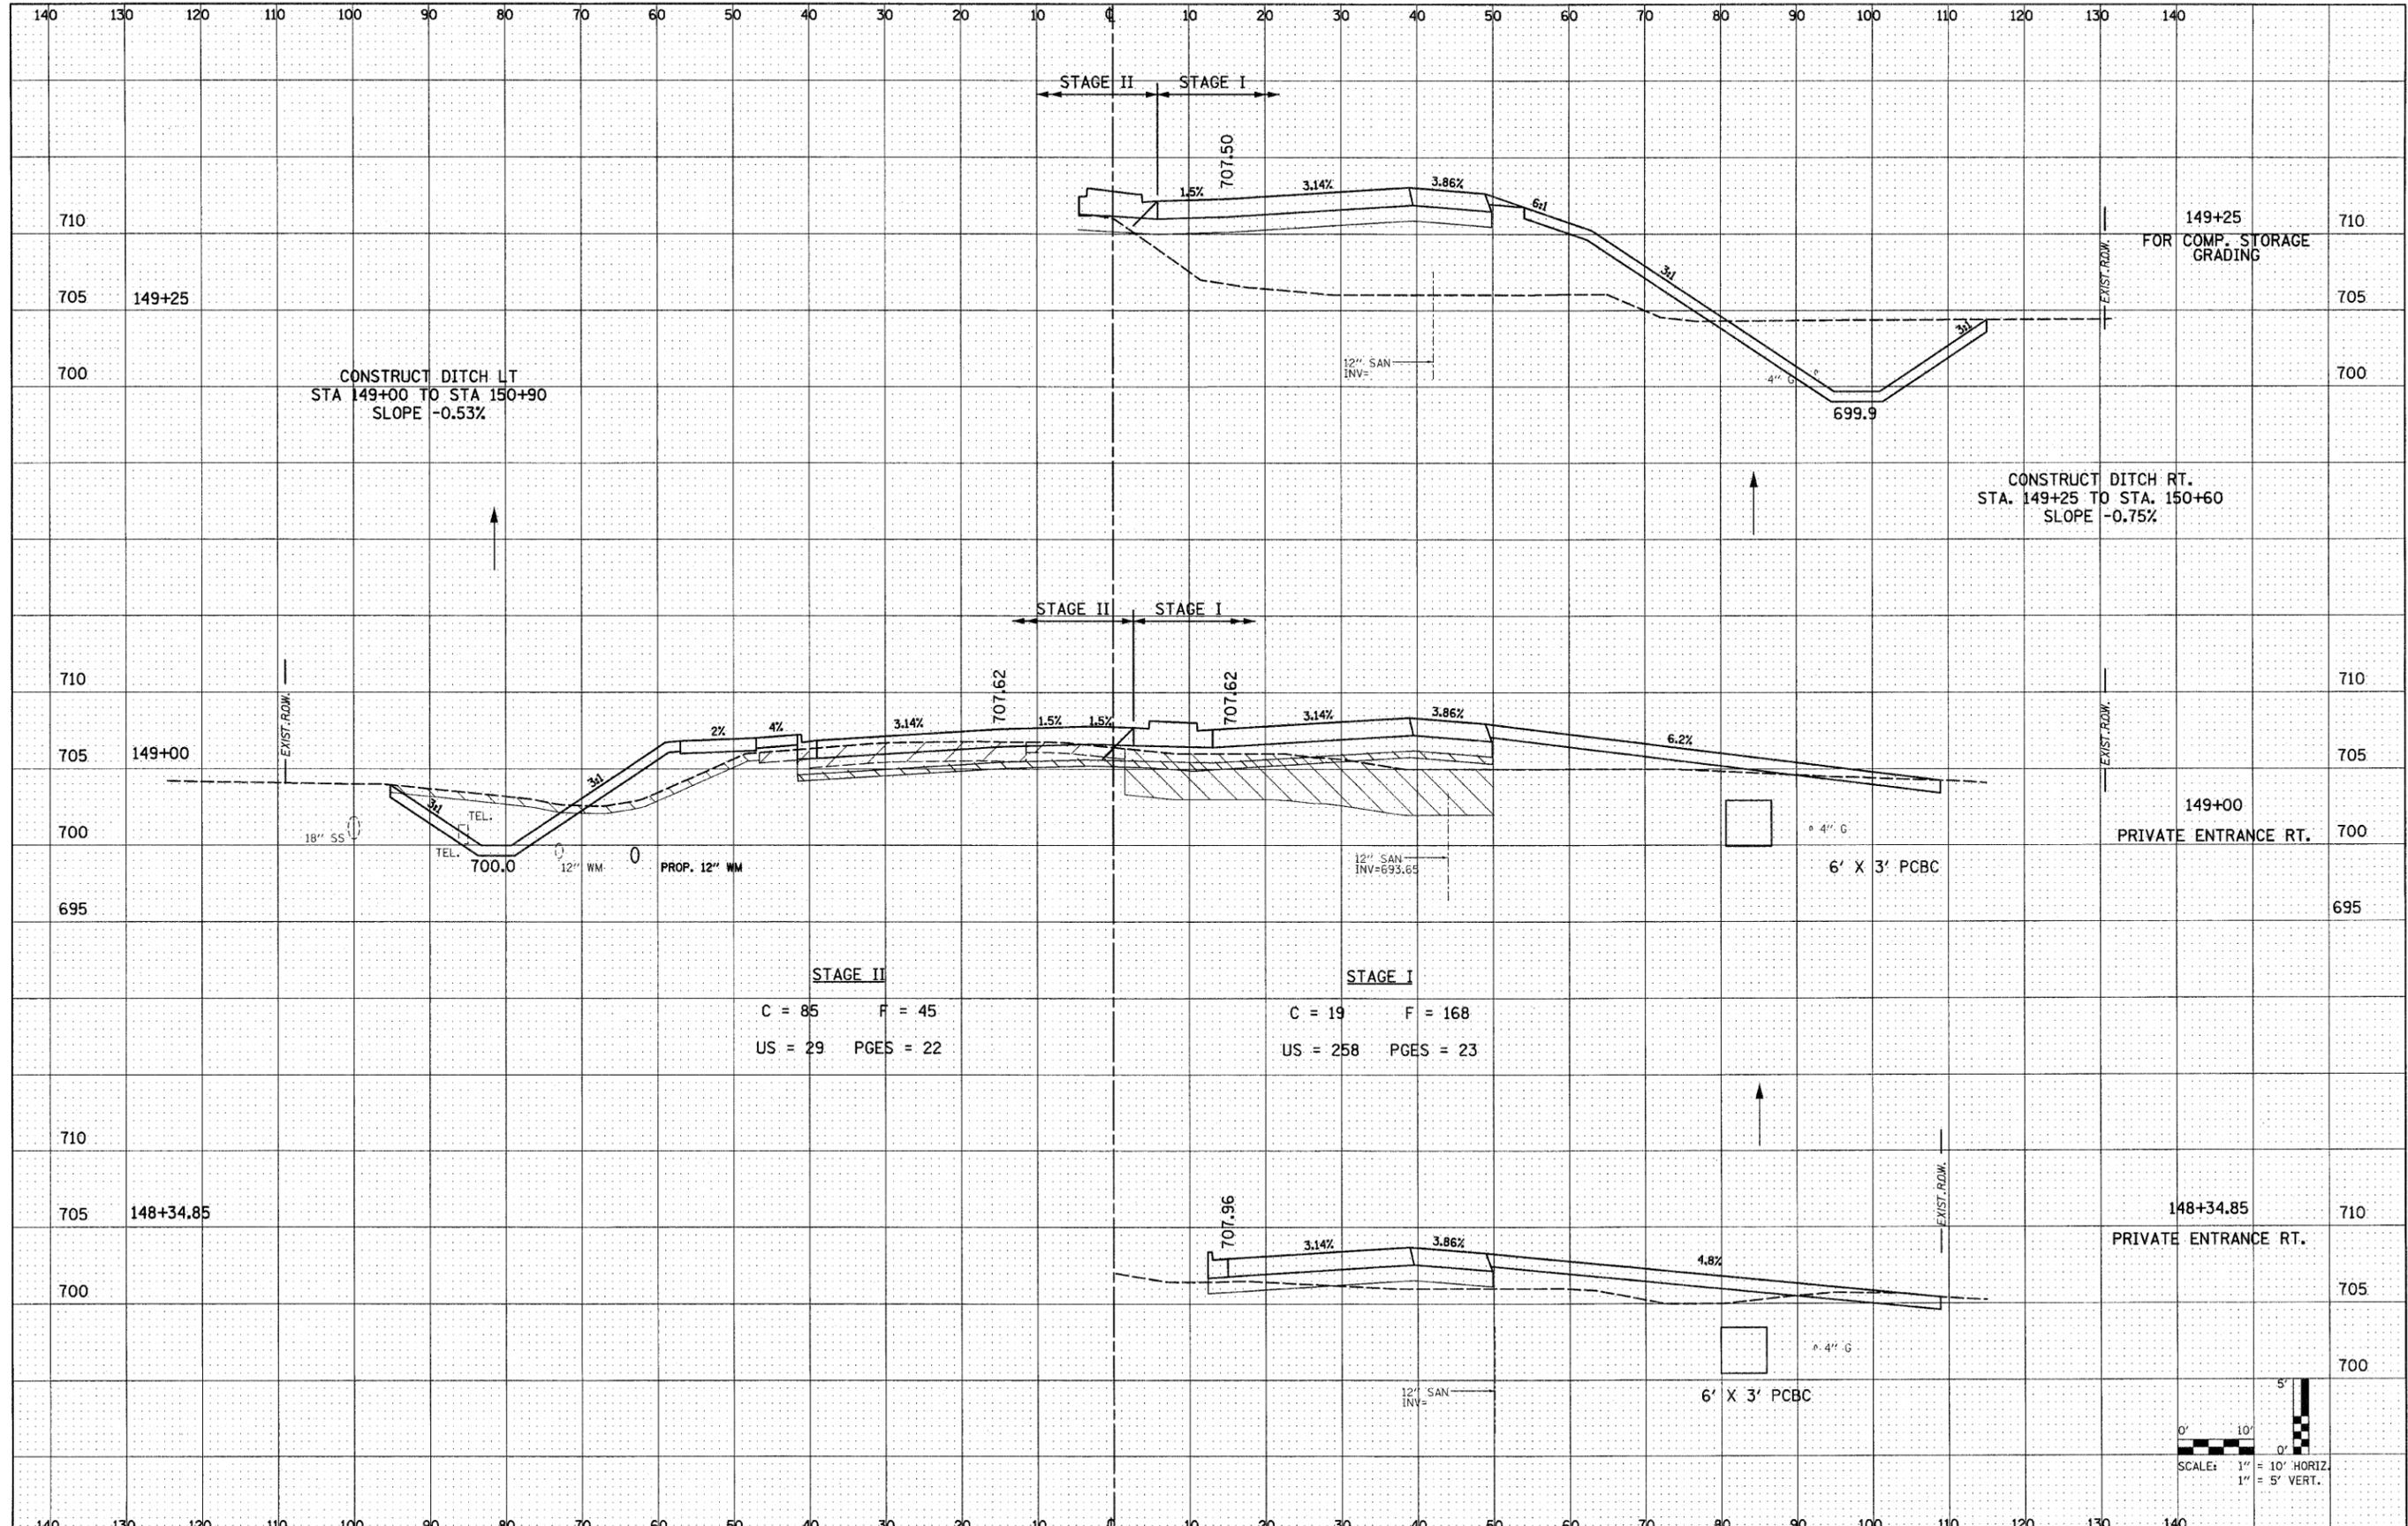 140 130 120 110 100 90 80 70 60 50 40 30 20 10 ℄ 10 20 30 40 50 60 70 80 90 100 110 120 130 140
STAGE II STAGE I
707.50
1.5% 3.14% 3.86%
6:1
3:1
3:1
710
705
149+25
700
710
705
700
EXIST. R.O.W.
149+25
FOR COMP. STORAGE
GRADING
12" SAN
INV=
4" G
699.9
CONSTRUCT DITCH LT
STA 149+00 TO STA 150+90
SLOPE -0.53%
CONSTRUCT DITCH RT.
STA. 149+25 TO STA. 150+60
SLOPE -0.75%
STAGE II STAGE I
707.62
707.62
2% 4% 3.14% 1.5% 1.5% 3.14% 3.86%
6.2%
3:1
3:1
710
705
149+00
700
695
EXIST. R.O.W.
EXIST. R.O.W.
710
705
700
695
149+00
PRIVATE ENTRANCE RT.
18" SS
TEL.
TEL.
700.0
12" WM
PROP. 12" WM
12" SAN
INV=693.65
4" G
6' X 3' PCBC
STAGE II
C = 85 F = 45
US = 29 PGES = 22
STAGE I
C = 19 F = 168
US = 258 PGES = 23
710
705
148+34.85
700
707.96
3.14% 3.86%
4.8%
EXIST. R.O.W.
148+34.85
710
PRIVATE ENTRANCE RT.
705
700
4" G
12" SAN
INV=
6' X 3' PCBC
5'
0' 10'
0'
SCALE: 1" = 10' HORIZ.
1" = 5' VERT.
140 130 120 110 100 90 80 70 60 50 40 30 20 10 ℄ 10 20 30 40 50 60 70 80 90 100 110 120 130 140